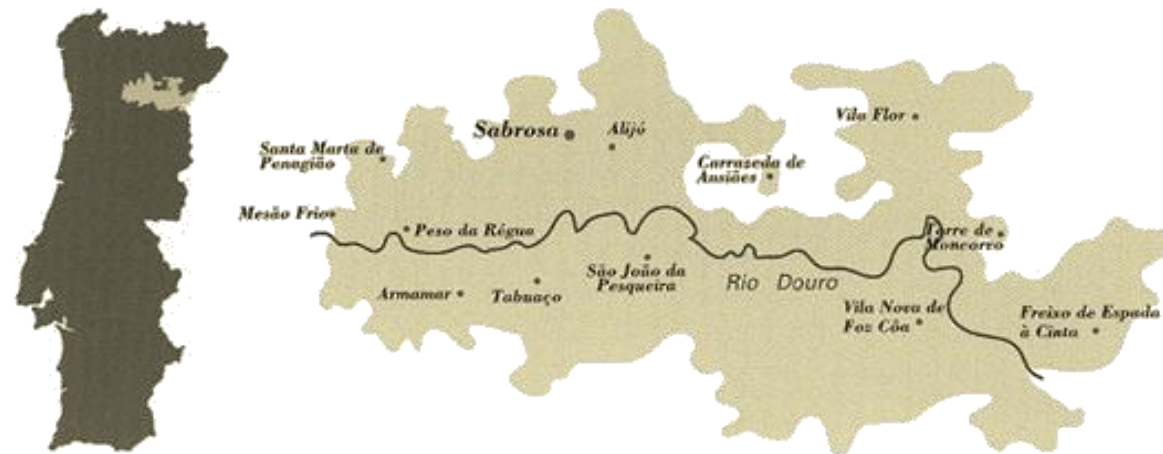 Vila Flor
Sabrosa
Alijó
Santa Marta de
Penagião
Carrazeda de
Ansiães
Mesão Frio
Peso da Régua
Torre de
Moncorvo
São João da
Pesqueira
Rio Douro
Armamar
Tabuaço
Vila Nova de
Foz Côa
Freixo de Espada
à Cinta